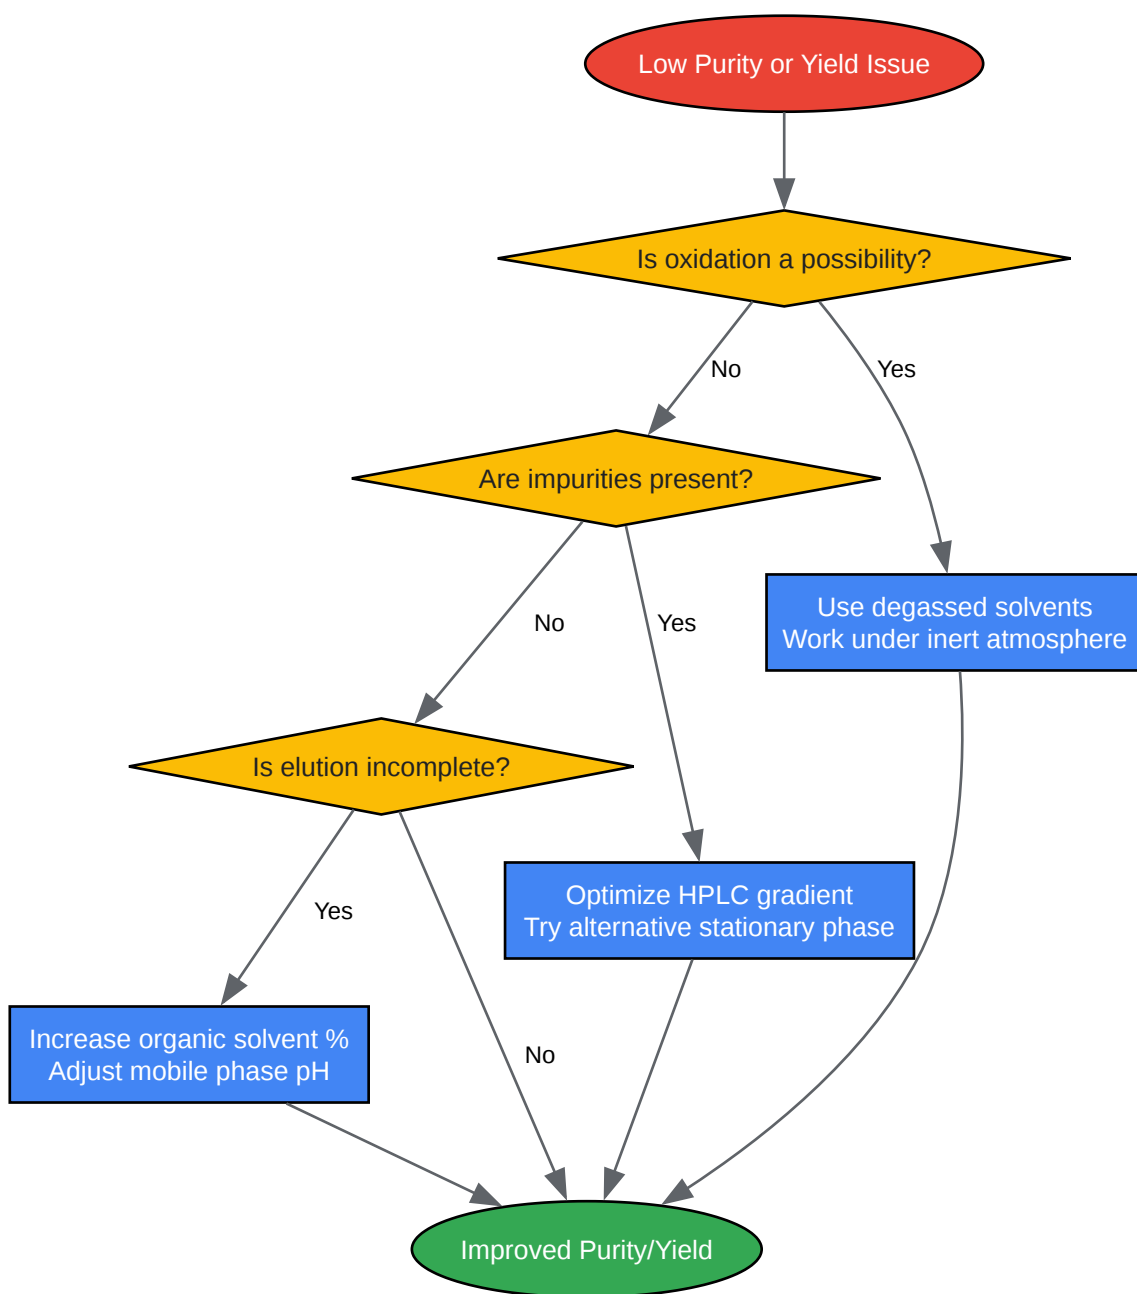 Low Purity or Yield Issue
Is oxidation a possibility?
No
Yes
Are impurities present?
Use degassed solvents
Work under inert atmosphere
No
Yes
Is elution incomplete?
Optimize HPLC gradient
Try alternative stationary phase
Yes
Increase organic solvent %
Adjust mobile phase pH
No
Improved Purity/Yield